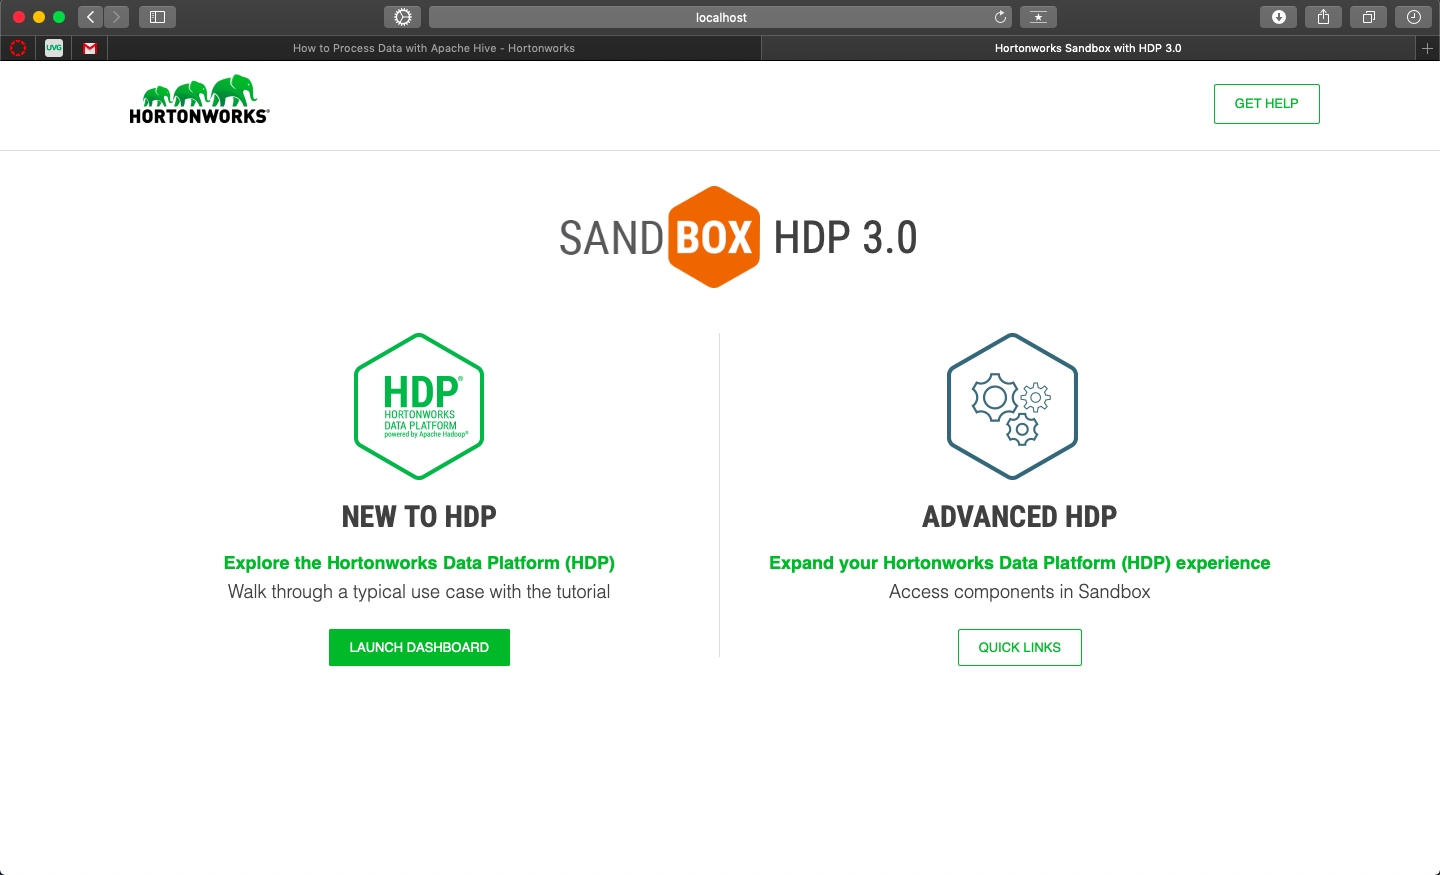 localhost
UVG
How to Process Data with Apache Hive - Hortonworks
Hortonworks Sandbox with HDP 3.0
HORTONWORKS®
GET HELP
SANDBOX HDP 3.0
HDP®
HORTONWORKS
DATA PLATFORM
powered by Apache Hadoop®
NEW TO HDP
Explore the Hortonworks Data Platform (HDP)
Walk through a typical use case with the tutorial
LAUNCH DASHBOARD
ADVANCED HDP
Expand your Hortonworks Data Platform (HDP) experience
Access components in Sandbox
QUICK LINKS